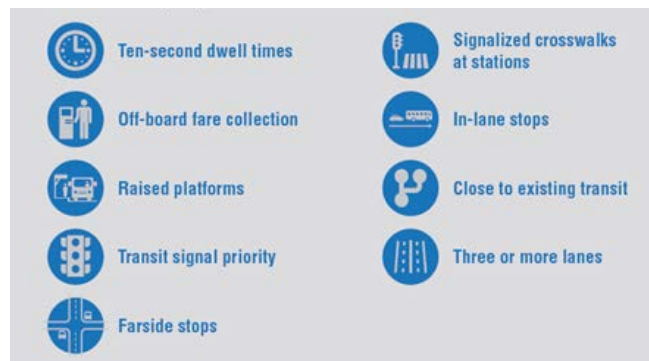 Ten-second dwell times
Off-board fare collection
Raised platforms
Transit signal priority
Farside stops
Signalized crosswalks
at stations
In-lane stops
Close to existing transit
Three or more lanes